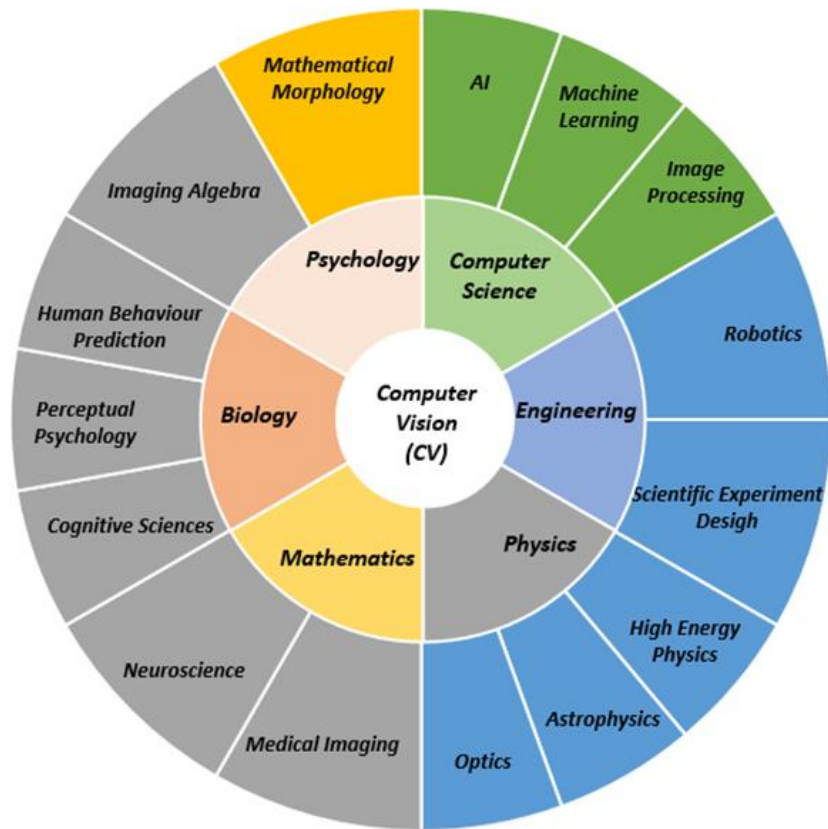 Mathematical
Morphology
AI
Machine
Learning
Image
Processing
Imaging Algebra
Psychology
Computer
Science
Human Behaviour
Prediction
Robotics
Perceptual
Psychology
Biology
Computer
Vision
(CV)
Engineering
Cognitive Sciences
Scientific Experiment
Desigh
Mathematics
Physics
High Energy
Physics
Neuroscience
Medical Imaging
Optics
Astrophysics